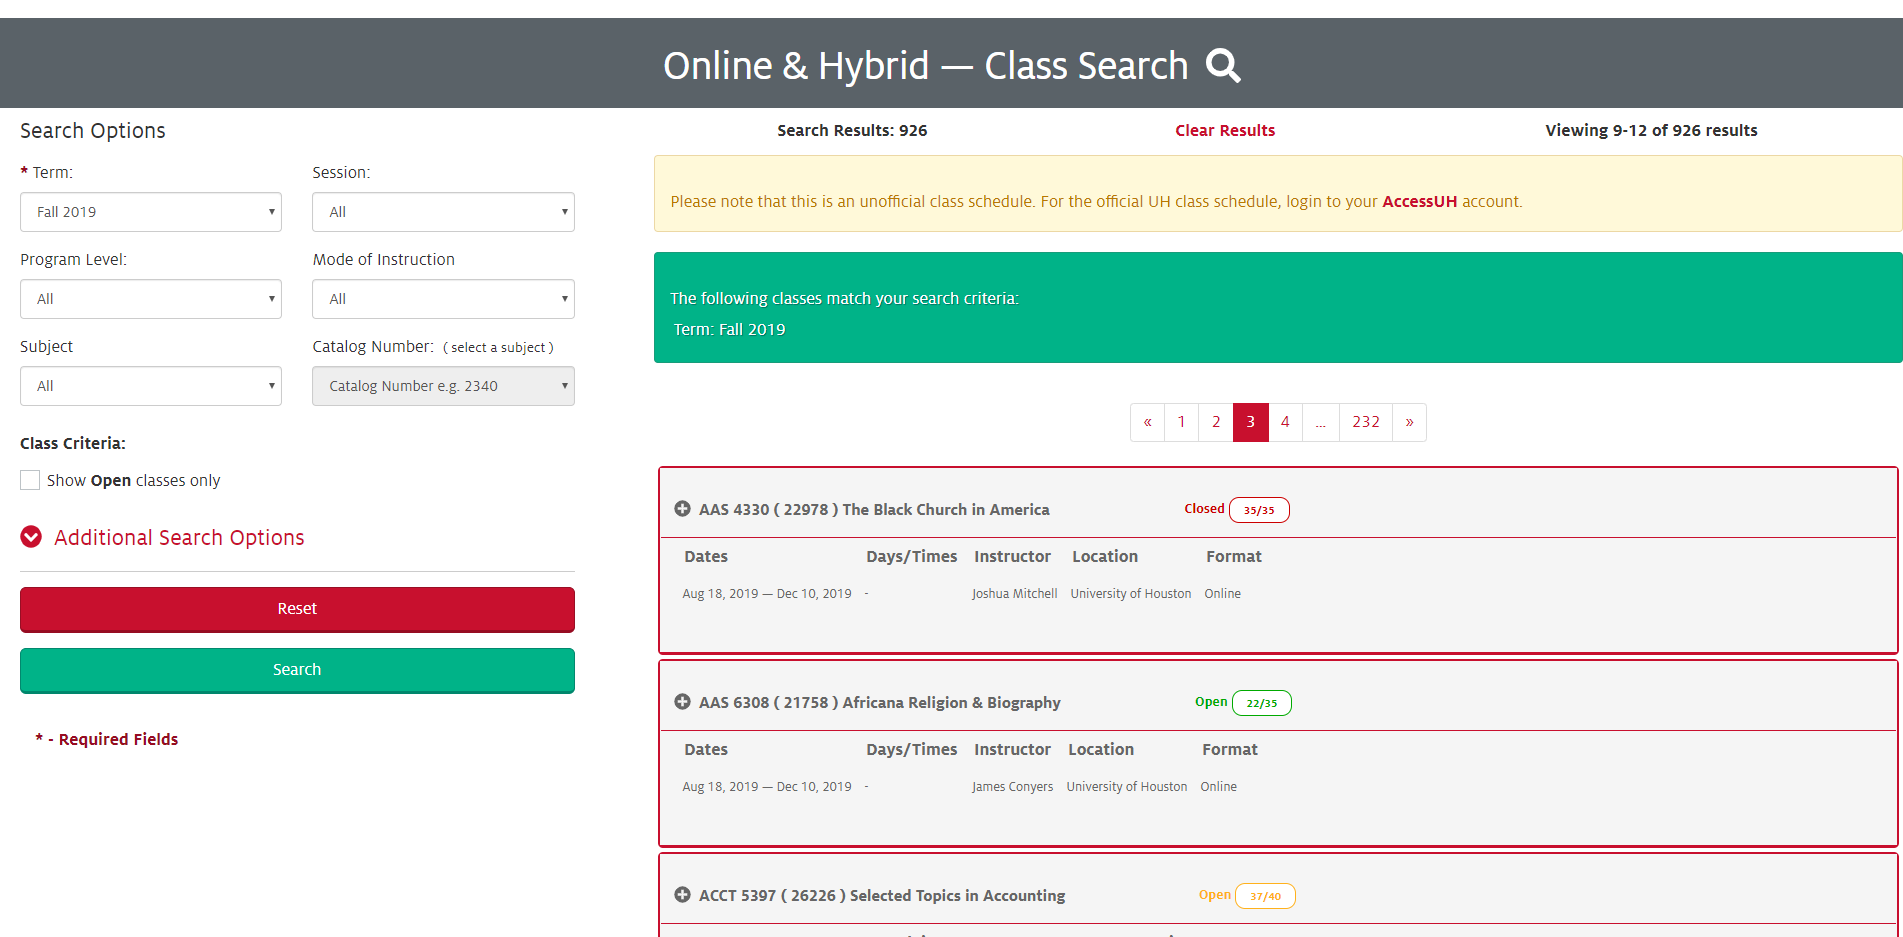 Online & Hybrid — Class Search
Search Options
* Term:
Session:
Fall 2019
All
Program Level:
Mode of Instruction
All
All
Subject
Catalog Number: ( select a subject )
All
Catalog Number e.g. 2340
Class Criteria:
Show Open classes only
Additional Search Options
Reset
Search
* - Required Fields
Search Results: 926
Clear Results
Viewing 9-12 of 926 results
Please note that this is an unofficial class schedule. For the official UH class schedule, login to your AccessUH account.
The following classes match your search criteria:
Term: Fall 2019
« 1 2 3 4 ... 232 »
AAS 4330 ( 22978 ) The Black Church in America Closed 35/35
Dates Days/Times Instructor Location Format
Aug 18, 2019 — Dec 10, 2019 - Joshua Mitchell University of Houston Online
AAS 6308 ( 21758 ) Africana Religion & Biography Open 22/35
Dates Days/Times Instructor Location Format
Aug 18, 2019 — Dec 10, 2019 - James Conyers University of Houston Online
ACCT 5397 ( 26226 ) Selected Topics in Accounting Open 37/40